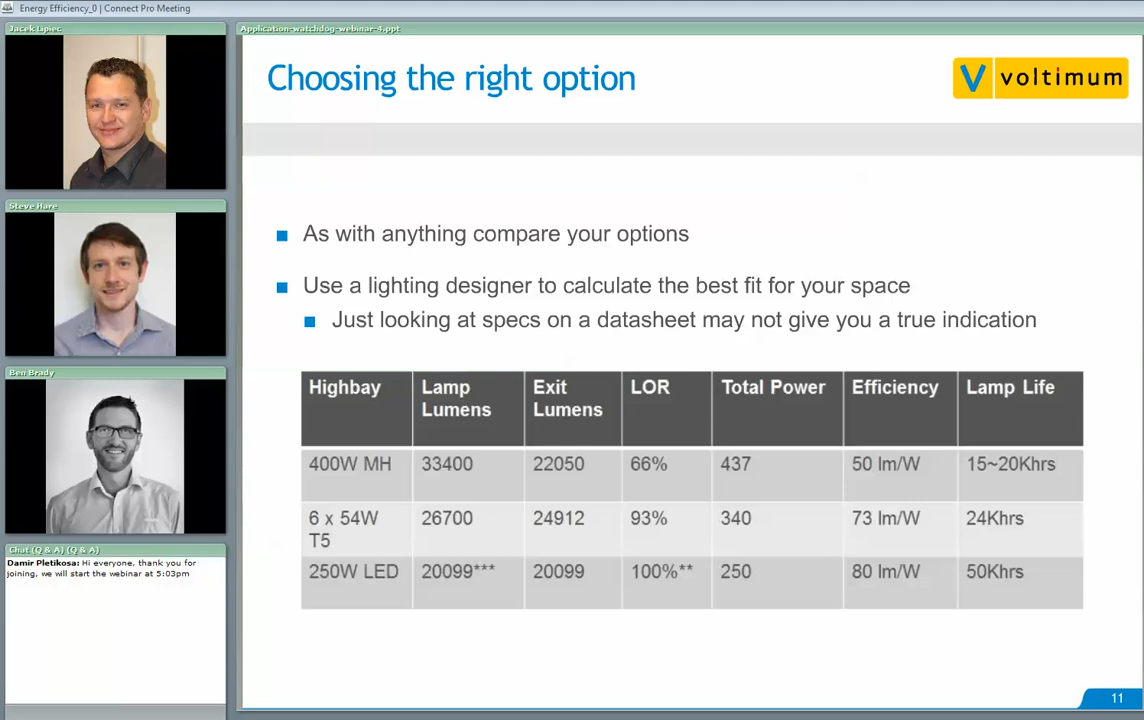 Energy Efficiency_0 | Connect Pro Meeting
Jacek Lipiec
Application-watchdog-webinar-4.ppt
Choosing the right option
voltimum
Steve Hare
As with anything compare your options
Use a lighting designer to calculate the best fit for your space
Just looking at specs on a datasheet may not give you a true indication
Ben Brady
Highbay Lamp Lumens Exit Lumens LOR Total Power Efficiency Lamp Life
400W MH 33400 22050 66% 437 50 lm/W 15~20Khrs
6 x 54W T5 26700 24912 93% 340 73 lm/W 24Khrs
250W LED 20099*** 20099 100%** 250 80 lm/W 50Khrs
Chat (Q & A) (Q & A)
Damir Pletikosa: Hi everyone, thank you for
joining, we will start the webinar at 5:03pm
11